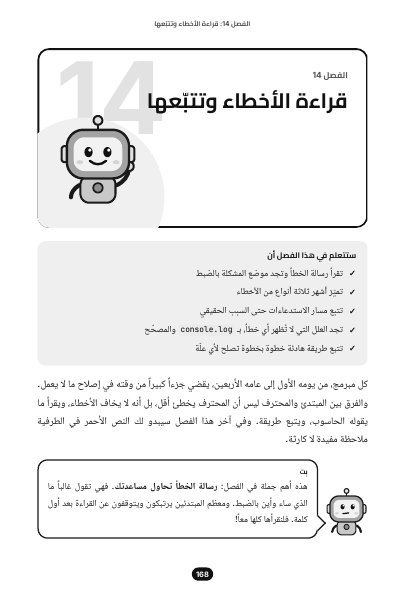 الفصل 14: قراءة الأخطاء وتتبّعها
14
الفصل 14
قراءة الأخطاء وتتبّعها
ستتعلم في هذا الفصل أن
✓ تقرأ رسالة الخطأ وتجد موضع المشكلة بالضبط
✓ تميّز أشهر ثلاثة أنواع من الأخطاء
✓ تتبع مسار الاستدعاءات حتى السبب الحقيقي
✓ تجد العلل التي لا تُظهر أي خطأ، بـ console.log والمصحّح
✓ تتبع طريقة هادئة خطوة بخطوة تصلح لأي علّة
كل مبرمج، من يومه الأول إلى عامه الأربعين، يقضي جزءاً كبيراً من وقته في إصلاح ما لا يعمل.
والفرق بين المبتدئ والمحترف ليس أن المحترف يخطئ أقل، بل أنه لا يخاف الأخطاء، ويقرأ ما
يقوله الحاسوب، ويتبع طريقة. وفي آخر هذا الفصل سيبدو لك النص الأحمر في الطرفية
ملاحظة مفيدة لا كارثة.
بِت
هذه أهم جملة في الفصل: رسالة الخطأ تحاول مساعدتك. فهي تقول غالباً ما
الذي ساء وأين بالضبط. ومعظم المبتدئين يرتبكون ويتوقفون عن القراءة بعد أول
كلمة. فلنقرأها كلها معاً!
168